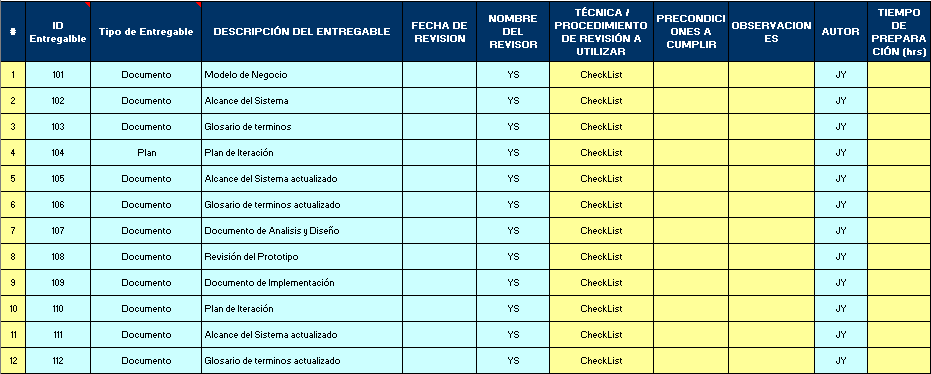 # ID Entregalble Tipo de Entregable DESCRIPCIÓN DEL ENTREGABLE FECHA DE REVISION NOMBRE DEL REVISOR TÉCNICA / PROCEDIMIENTO DE REVISIÓN A UTILIZAR PRECONDICIONES A CUMPLIR OBSERVACIONES AUTOR TIEMPO DE PREPARACIÓN (hrs)
1 101 Documento Modelo de Negocio YS CheckList JY
2 102 Documento Alcance del Sistema YS CheckList JY
3 103 Documento Glosario de terminos YS CheckList JY
4 104 Plan Plan de Iteración YS CheckList JY
5 105 Documento Alcance del Sistema actualizado YS CheckList JY
6 106 Documento Glosario de terminos actualizado YS CheckList JY
7 107 Documento Documento de Analisis y Diseño YS CheckList JY
8 108 Documento Revisión del Prototipo YS CheckList JY
9 109 Documento Documento de Implementación YS CheckList JY
10 110 Documento Plan de Iteración YS CheckList JY
11 111 Documento Alcance del Sistema actualizado YS CheckList JY
12 112 Documento Glosario de terminos actualizado YS CheckList JY